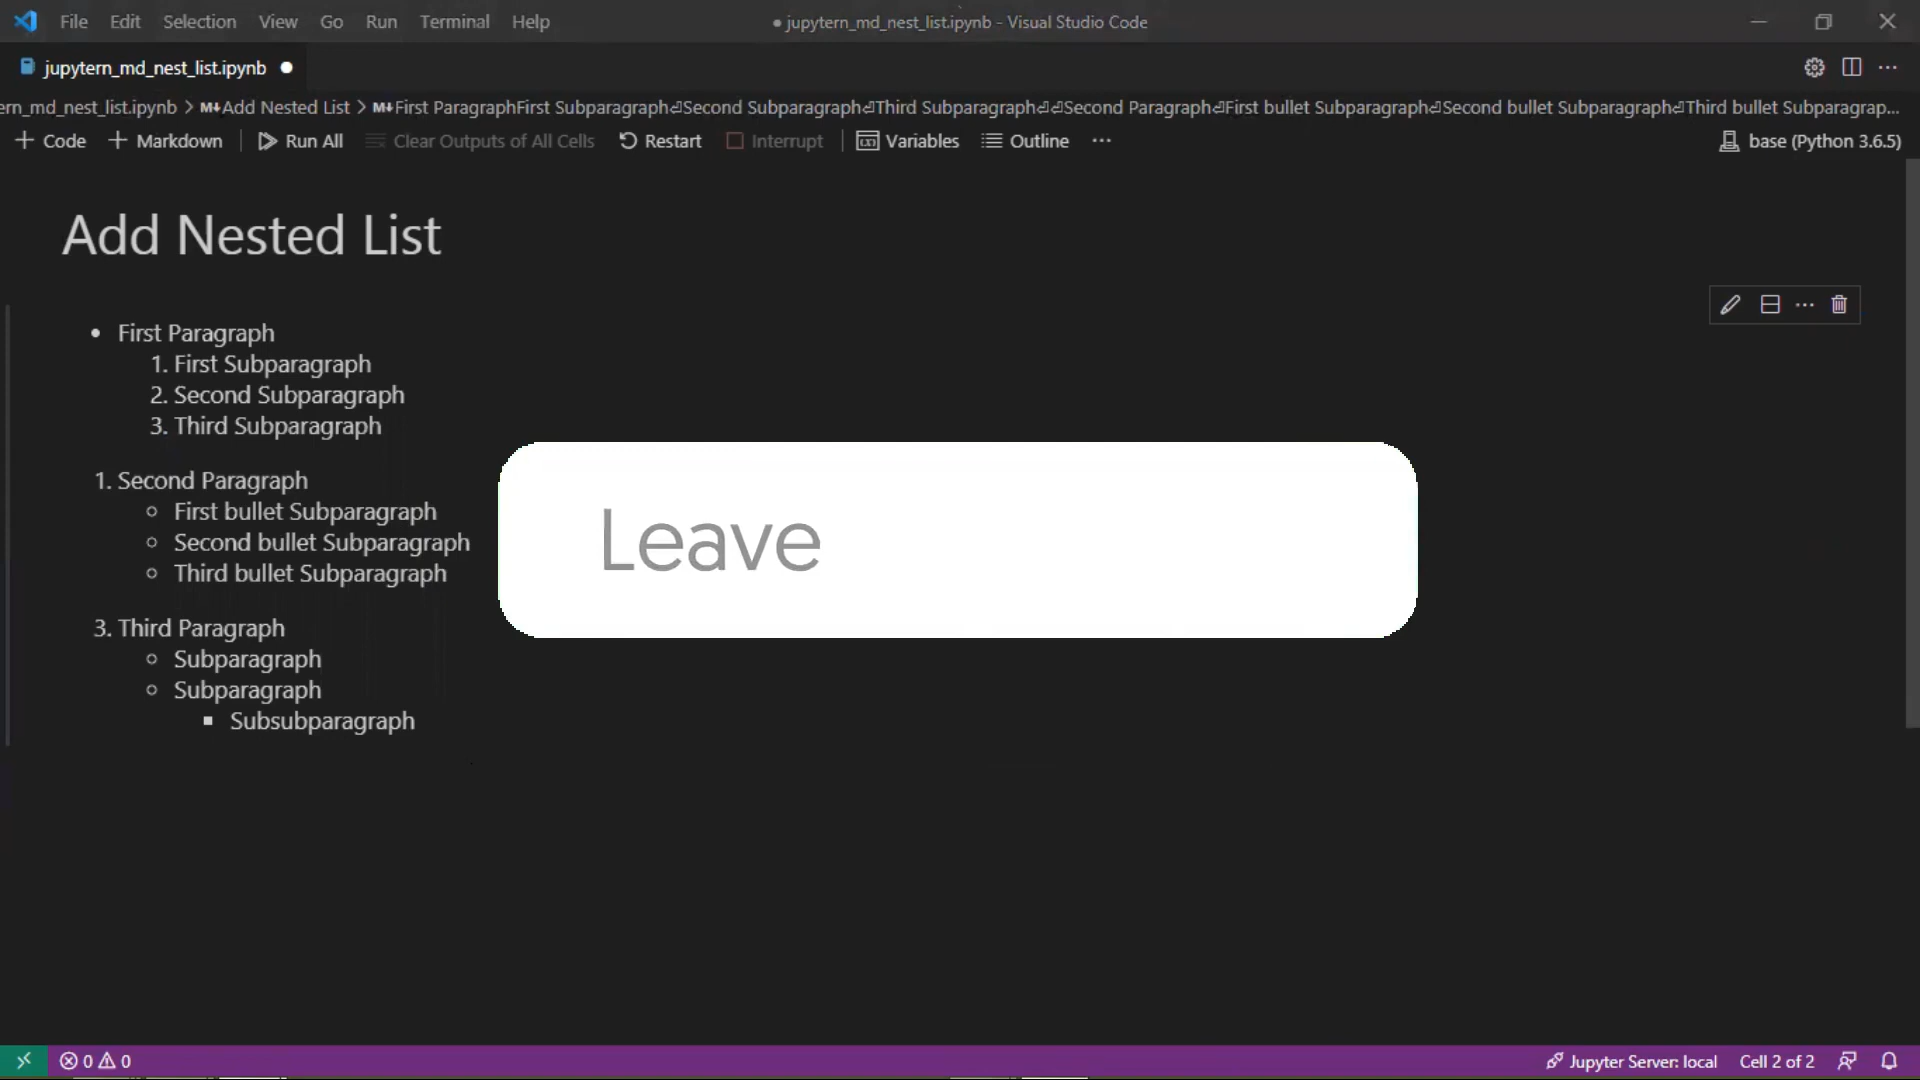 File Edit Selection View Go Run Terminal Help ● jupytern_md_nest_list.ipynb - Visual Studio Code
jupytern_md_nest_list.ipynb ●
ern_md_nest_list.ipynb > M↓Add Nested List > M↓First ParagraphFirst Subparagraph⏎Second Subparagraph⏎Third Subparagraph⏎⏎Second Paragraph⏎First bullet Subparagraph⏎Second bullet Subparagraph⏎Third bullet Subparagrap...
+ Code + Markdown Run All Clear Outputs of All Cells Restart Interrupt Variables Outline ··· base (Python 3.6.5)
Add Nested List
• First Paragraph
1. First Subparagraph
2. Second Subparagraph
3. Third Subparagraph
1. Second Paragraph
○ First bullet Subparagraph
○ Second bullet Subparagraph
○ Third bullet Subparagraph
Leave
3. Third Paragraph
○ Subparagraph
○ Subparagraph
▪ Subsubparagraph
0 0 Jupyter Server: local Cell 2 of 2